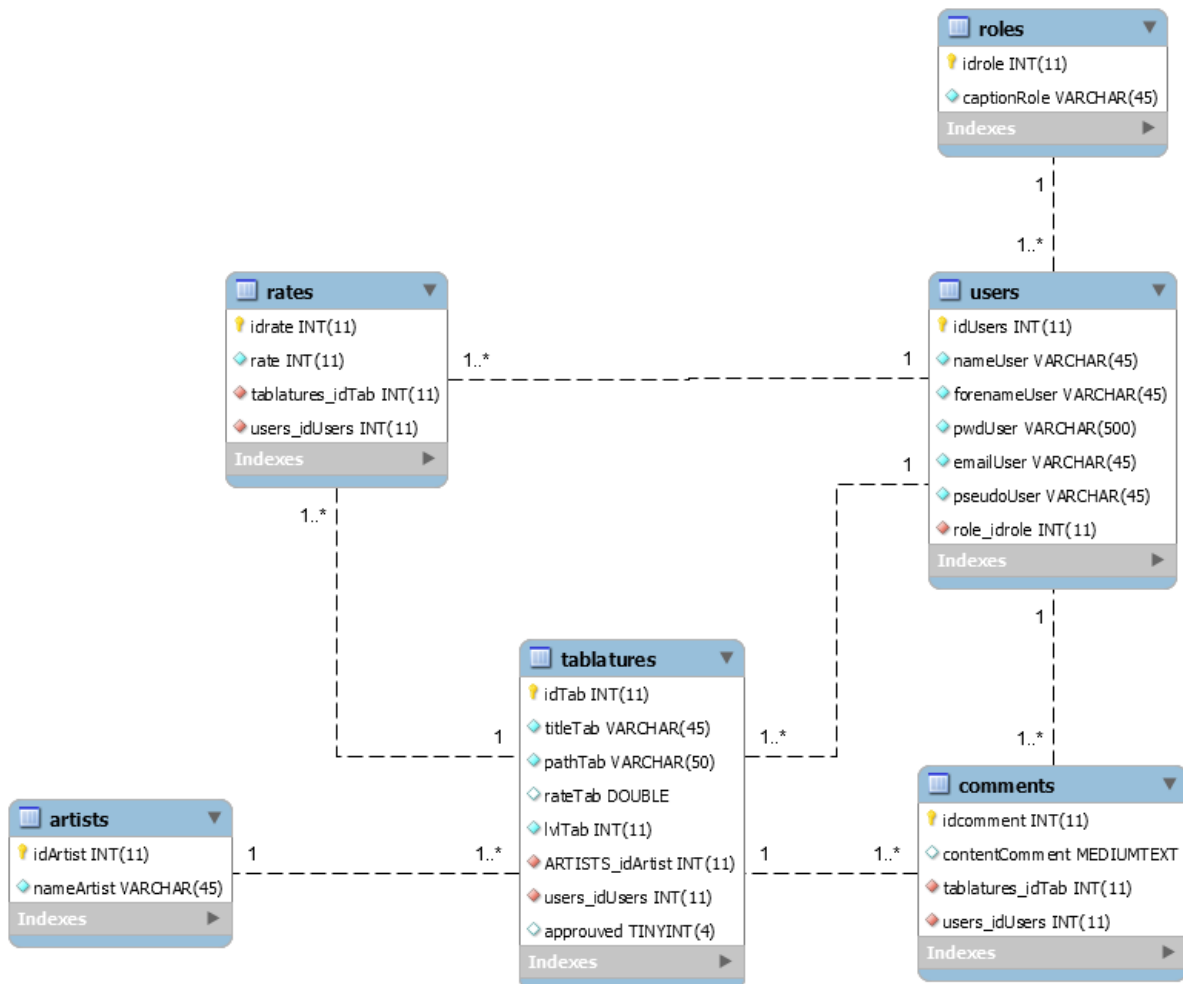 roles
idrole INT(11)
captionRole VARCHAR(45)
Indexes
1
1..*
rates
idrate INT(11)
rate INT(11)
tablatures_idTab INT(11)
users_idUsers INT(11)
Indexes
1..*
1
users
idUsers INT(11)
nameUser VARCHAR(45)
forenameUser VARCHAR(45)
pwdUser VARCHAR(500)
emailUser VARCHAR(45)
pseudoUser VARCHAR(45)
role_idrole INT(11)
Indexes
1
1..*
1
1..*
tablatures
idTab INT(11)
titleTab VARCHAR(45)
pathTab VARCHAR(50)
rateTab DOUBLE
lvlTab INT(11)
ARTISTS_idArtist INT(11)
users_idUsers INT(11)
approuved TINYINT(4)
Indexes
1
1..*
1
1..*
artists
idArtist INT(11)
nameArtist VARCHAR(45)
Indexes
1
1..*
comments
idcomment INT(11)
contentComment MEDIUMTEXT
tablatures_idTab INT(11)
users_idUsers INT(11)
Indexes